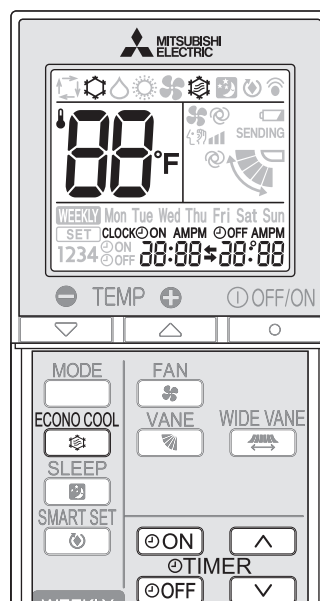 MITSUBISHI
ELECTRIC
88°F
SENDING
WEEKLY Mon Tue Wed Thu Fri Sat Sun
SET CLOCK ON AMPM OFF AMPM
1234 ON OFF 88:88 88:88
TEMP OFF/ON
MODE FAN
ECONO COOL VANE WIDE VANE
SLEEP
SMART SET
ON
TIMER
OFF
WEEKLY